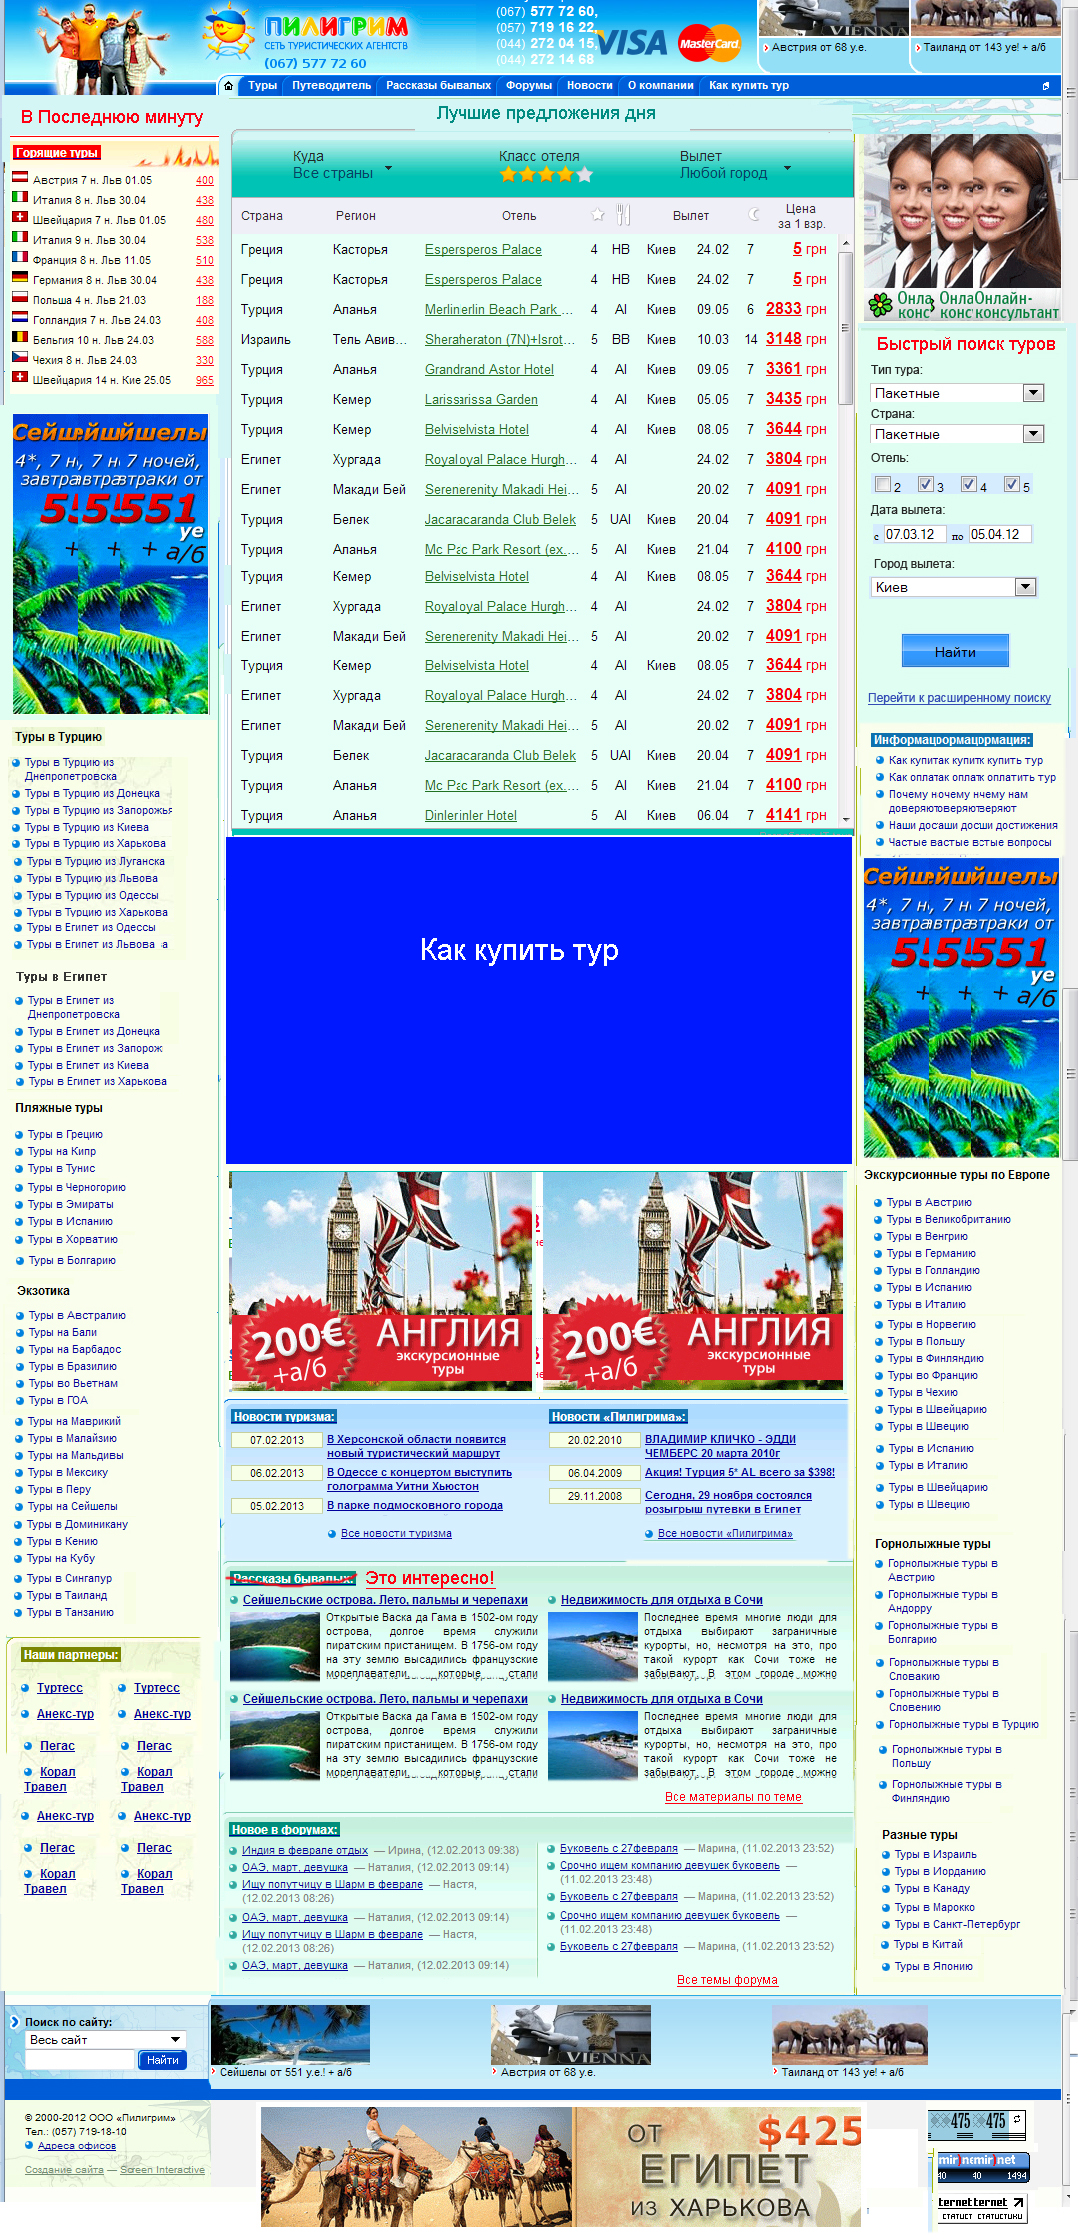 ПИЛИГРИМ
СЕТЬ ТУРИСТИЧЕСКИХ АГЕНТСТВ
(067) 577 72 60
(067) 577 72 60,
(057) 719 16 22,
(044) 272 04 15,
(044) 272 14 68
VISA
MasterCard
Австрия от 68 у.е.
Таиланд от 143 уе! + а/б
Туры Путеводитель Рассказы бывалых Форумы Новости О компании Как купить тур
В Последнюю минуту
Горящие туры
Австрия 7 н. Льв 01.05 400
Италия 8 н. Льв 30.04 438
Швейцария 7 н. Льв 01.05 480
Италия 9 н. Льв 30.04 538
Франция 8 н. Льв 11.05 510
Германия 8 н. Льв 30.04 438
Польша 4 н. Льв 21.03 188
Голландия 7 н. Льв 24.03 408
Бельгия 10 н. Льв 24.03 588
Чехия 8 н. Льв 24.03 330
Швейцария 14 н. Кие 25.05 965
Сейшейшейшелы
4*, 7 н, 7 н, 7 ночей,
завтравтравтраки от
5!5!551
уе
+ + + а/б
Туры в Турцию
Туры в Турцию из
Днепропетровска
Туры в Турцию из Донецка
Туры в Турцию из Запорожья
Туры в Турцию из Киева
Туры в Турцию из Харькова
Туры в Турцию из Луганска
Туры в Турцию из Львова
Туры в Турцию из Одессы
Туры в Турцию из Харькова
Туры в Египет из Одессы
Туры в Египет из Львова а
Туры в Египет
Туры в Египет из
Днепропетровска
Туры в Египет из Донецка
Туры в Египет из Запорож
Туры в Египет из Киева
Туры в Египет из Харькова
Пляжные туры
Туры в Грецию
Туры на Кипр
Туры в Тунис
Туры в Черногорию
Туры в Эмираты
Туры в Испанию
Туры в Хорватию
Туры в Болгарию
Экзотика
Туры в Австралию
Туры на Бали
Туры на Барбадос
Туры в Бразилию
Туры во Вьетнам
Туры в ГОА
Туры на Маврикий
Туры в Малайзию
Туры на Мальдивы
Туры в Мексику
Туры в Перу
Туры на Сейшелы
Туры в Доминикану
Туры в Кению
Туры на Кубу
Туры в Сингапур
Туры в Таиланд
Туры в Танзанию
Наши партнеры:
Туртесс Туртесс
Анекс-тур Анекс-тур
Пегас Пегас
Корал Травел Корал Травел
Анекс-тур Анекс-тур
Пегас Пегас
Корал Травел Корал Травел
Лучшие предложения дня
Куда Класс отеля Вылет
Все страны Любой город
Страна Регион Отель Вылет Цена за 1 взр.
Греция Касторья Espersperos Palace 4 HB Киев 24.02 7 5 грн
Греция Касторья Espersperos Palace 4 HB Киев 24.02 7 5 грн
Турция Аланья Merlinerlin Beach Park ... 4 AI Киев 09.05 6 2833 грн
Израиль Тель Авив... Sheraheraton (7N)+Isrot... 5 BB Киев 10.03 14 3148 грн
Турция Аланья Grandrand Astor Hotel 4 AI Киев 09.05 7 3361 грн
Турция Кемер Larissarissa Garden 4 AI Киев 05.05 7 3435 грн
Турция Кемер Belviselvista Hotel 4 AI Киев 08.05 7 3644 грн
Египет Хургада Royaloyal Palace Hurgh... 4 AI 24.02 7 3804 грн
Египет Макади Бей Serenerenity Makadi Hei... 5 AI 20.02 7 4091 грн
Турция Белек Jacaracaranda Club Belek 5 UAI Киев 20.04 7 4091 грн
Турция Аланья Mc Pac Park Resort (ex.... 5 AI Киев 21.04 7 4100 грн
Турция Кемер Belviselvista Hotel 4 AI Киев 08.05 7 3644 грн
Египет Хургада Royaloyal Palace Hurgh... 4 AI 24.02 7 3804 грн
Египет Макади Бей Serenerenity Makadi Hei... 5 AI 20.02 7 4091 грн
Турция Кемер Belviselvista Hotel 4 AI Киев 08.05 7 3644 грн
Египет Хургада Royaloyal Palace Hurgh... 4 AI 24.02 7 3804 грн
Египет Макади Бей Serenerenity Makadi Hei... 5 AI 20.02 7 4091 грн
Турция Белек Jacaracaranda Club Belek 5 UAI Киев 20.04 7 4091 грн
Турция Аланья Mc Pac Park Resort (ex.... 5 AI Киев 21.04 7 4100 грн
Турция Аланья Dinlerinler Hotel 5 AI Киев 06.04 7 4141 грн
Как купить тур
200€ +а/б АНГЛИЯ экскурсионные туры
200€ +а/б АНГЛИЯ экскурсионные туры
Новости туризма:
07.02.2013 В Херсонской области появится
новый туристический маршрут
06.02.2013 В Одессе с концертом выступить
голограмма Уитни Хьюстон
05.02.2013 В парке подмосковного города
Все новости туризма
Новости «Пилигрима»:
20.02.2010 ВЛАДИМИР КЛИЧКО - ЭДДИ
ЧЕМБЕРС 20 марта 2010г
06.04.2009 Акция! Турция 5* AL всего за $398!
29.11.2008 Сегодня, 29 ноября состоялся
розыгрыш путевки в Египет
Все новости «Пилигрима»
Рассказы бывалых: Это интересно!
Сейшельские острова. Лето, пальмы и черепахи
Открытые Васка да Гама в 1502-ом году
острова, долгое время служили
пиратским пристанищем. В 1756-ом году
на эту землю высадились французские
мореплаватели, которые стали
Недвижимость для отдыха в Сочи
Последнее время многие люди для
отдыха выбирают заграничные
курорты, но, несмотря на это, про
такой курорт как Сочи тоже не
забывают. В этом городе можно
Сейшельские острова. Лето, пальмы и черепахи
Открытые Васка да Гама в 1502-ом году
острова, долгое время служили
пиратским пристанищем. В 1756-ом году
на эту землю высадились французские
мореплаватели, которые стали
Недвижимость для отдыха в Сочи
Последнее время многие люди для
отдыха выбирают заграничные
курорты, но, несмотря на это, про
такой курорт как Сочи тоже не
забывают. В этом городе можно
Все материалы по теме
Новое в форумах:
Индия в феврале отдых — Ирина, (12.02.2013 09:38)
ОАЭ, март, девушка — Наталия, (12.02.2013 09:14)
Ищу попутчицу в Шарм в феврале — Настя,
(12.02.2013 08:26)
ОАЭ, март, девушка — Наталия, (12.02.2013 09:14)
Ищу попутчицу в Шарм в феврале — Настя,
(12.02.2013 08:26)
ОАЭ, март, девушка — Наталия, (12.02.2013 09:14)
Буковель с 27февраля — Марина, (11.02.2013 23:52)
Срочно ищем компанию девушек буковель —
(11.02.2013 23:48)
Буковель с 27февраля — Марина, (11.02.2013 23:52)
Срочно ищем компанию девушек буковель —
(11.02.2013 23:48)
Буковель с 27февраля — Марина, (11.02.2013 23:52)
Все темы форума
Онла ОнлаОнлайн-
конс конс консультант
Быстрый поиск туров
Тип тура:
Пакетные
Страна:
Пакетные
Отель:
2 3 4 5
Дата вылета:
с 07.03.12 по 05.04.12
Город вылета:
Киев
Найти
Перейти к расширенному поиску
Информацормацормация:
Как купитак купитк купить тур
Как оплатак оплатк оплатить тур
Почему ночему нчему нам
доверяютоверяютверяют
Наши досташи досши достижения
Частые вастые встые вопросы
Сейшейшейшелы
4*, 7 н, 7 н, 7 ночей,
завтравтравтраки от
5!5!551
уе
+ + а/б
Экскурсионные туры по Европе
Туры в Австрию
Туры в Великобританию
Туры в Венгрию
Туры в Германию
Туры в Голландию
Туры в Испанию
Туры в Италию
Туры в Норвегию
Туры в Польшу
Туры в Финляндию
Туры во Францию
Туры в Чехию
Туры в Швейцарию
Туры в Швецию
Туры в Испанию
Туры в Италию
Туры в Швейцарию
Туры в Швецию
Горнолыжные туры
Горнолыжные туры в
Австрию
Горнолыжные туры в
Андорру
Горнолыжные туры в
Болгарию
Горнолыжные туры в
Словакию
Горнолыжные туры в
Словению
Горнолыжные туры в Турцию
Горнолыжные туры в
Польшу
Горнолыжные туры в
Финляндию
Разные туры
Туры в Израиль
Туры в Иорданию
Туры в Канаду
Туры в Марокко
Туры в Санкт-Петербург
Туры в Китай
Туры в Японию
Поиск по сайту:
Весь сайт
Найти
Сейшелы от 551 у.е.! + а/б
VIENNA
Австрия от 68 у.е.
Таиланд от 143 уе! + а/б
© 2000-2012 ООО «Пилигрим»
Тел.: (057) 719-18-10
Адреса офисов
Создание сайта — Screen Interactive
ОТ $425
ЕГИПЕТ
ИЗ ХАРЬКОВА
475 475
mir)nemir)net
40 40 1494
ternetternet
СТАТИСТ СТАТИСТИКИ